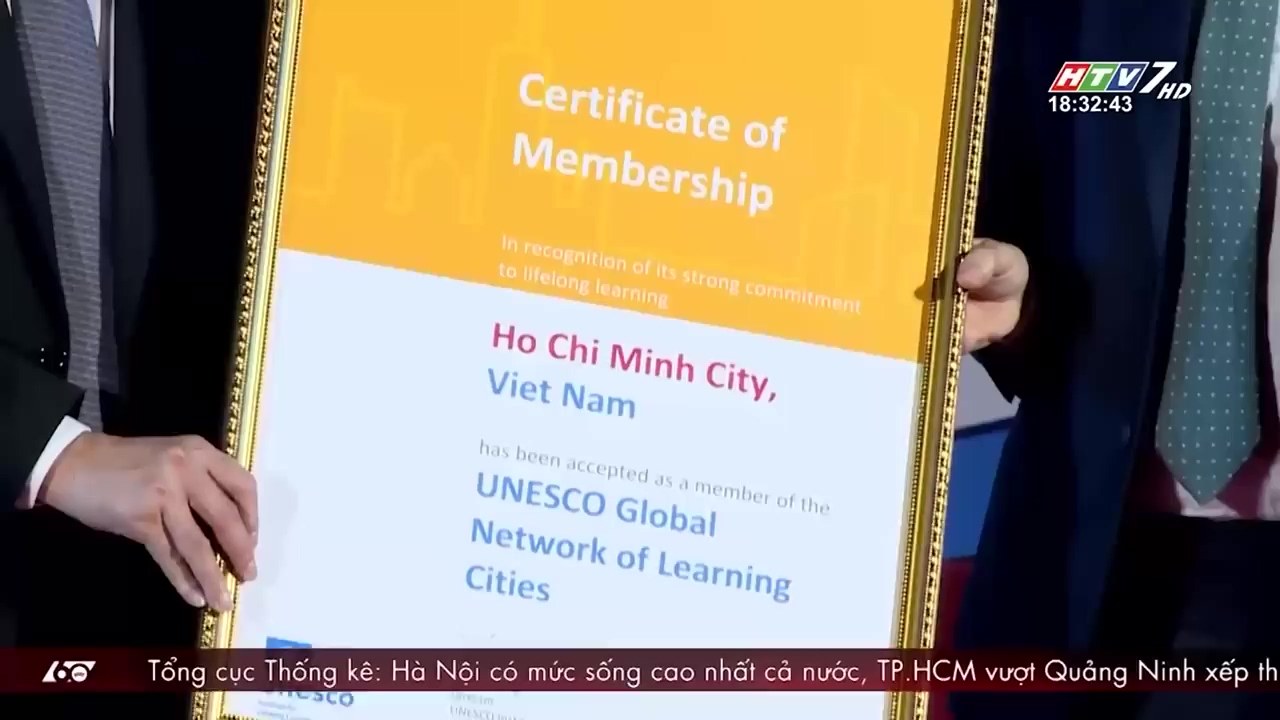 Certificate of
Membership
HTV7 HD
18:32:43
In recognition of its strong commitment
to lifelong learning
Ho Chi Minh City,
Viet Nam
has been accepted as a member of the
UNESCO Global
Network of Learning
Cities
60
Tổng cục Thống kê: Hà Nội có mức sống cao nhất cả nước, TP.HCM vượt Quảng Ninh xếp th
unesco